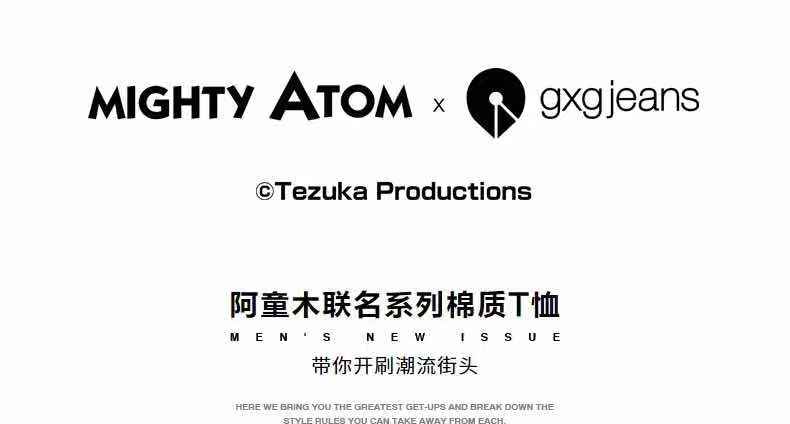 MIGHTY ATOM x gxgjeans
©Tezuka Productions
阿童木联名系列棉质T恤
MEN'S NEW ISSUE
带你开刷潮流街头
HERE WE BRING YOU THE GREATEST GET-UPS AND BREAK DOWN THE
STYLE RULES YOU CAN TAKE AWAY FROM EACH.